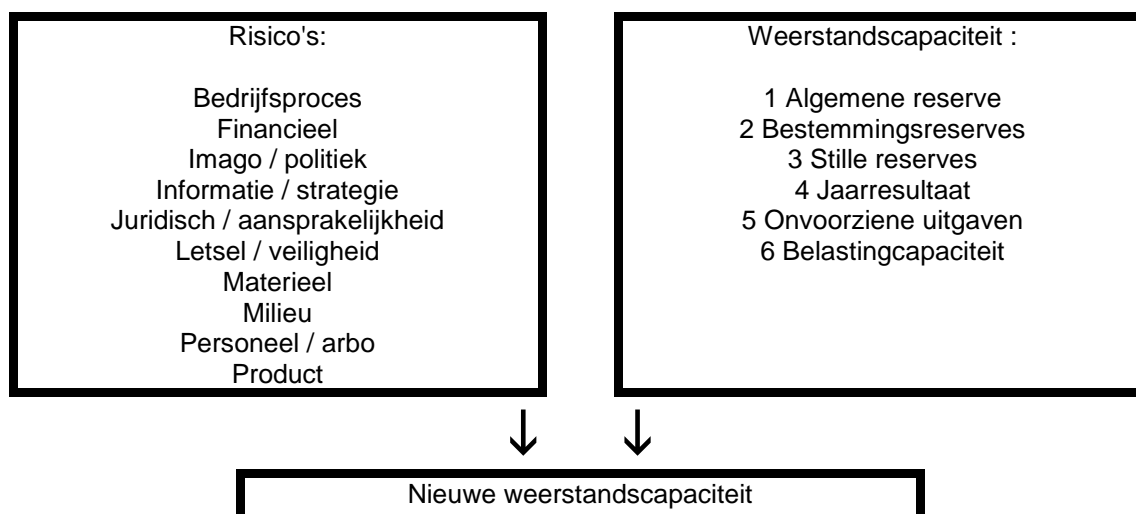 Risico's:
Bedrijfsproces
Financieel
Imago / politiek
Informatie / strategie
Juridisch / aansprakelijkheid
Letsel / veiligheid
Materieel
Milieu
Personeel / arbo
Product
Weerstandscapaciteit :
1 Algemene reserve
2 Bestemmingsreserves
3 Stille reserves
4 Jaarresultaat
5 Onvoorziene uitgaven
6 Belastingcapaciteit
Nieuwe weerstandscapaciteit